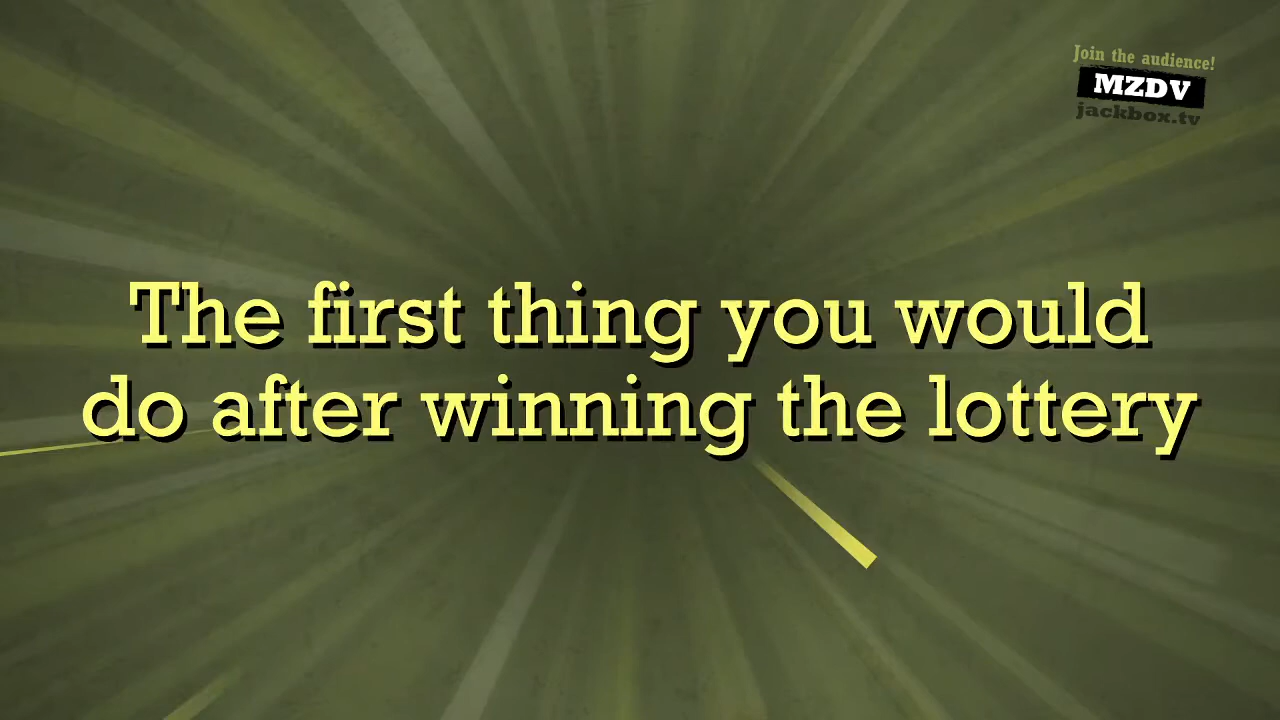 Join the audience!
MZDV
jackbox.tv
The first thing you would
do after winning the lottery